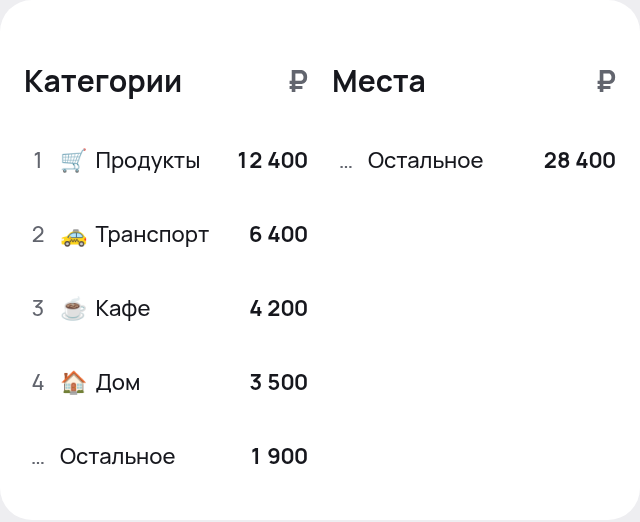 Категории ₽
1 🛒 Продукты 12 400
2 🚕 Транспорт 6 400
3 ☕ Кафе 4 200
4 🏠 Дом 3 500
... Остальное 1 900
Места ₽
... Остальное 28 400